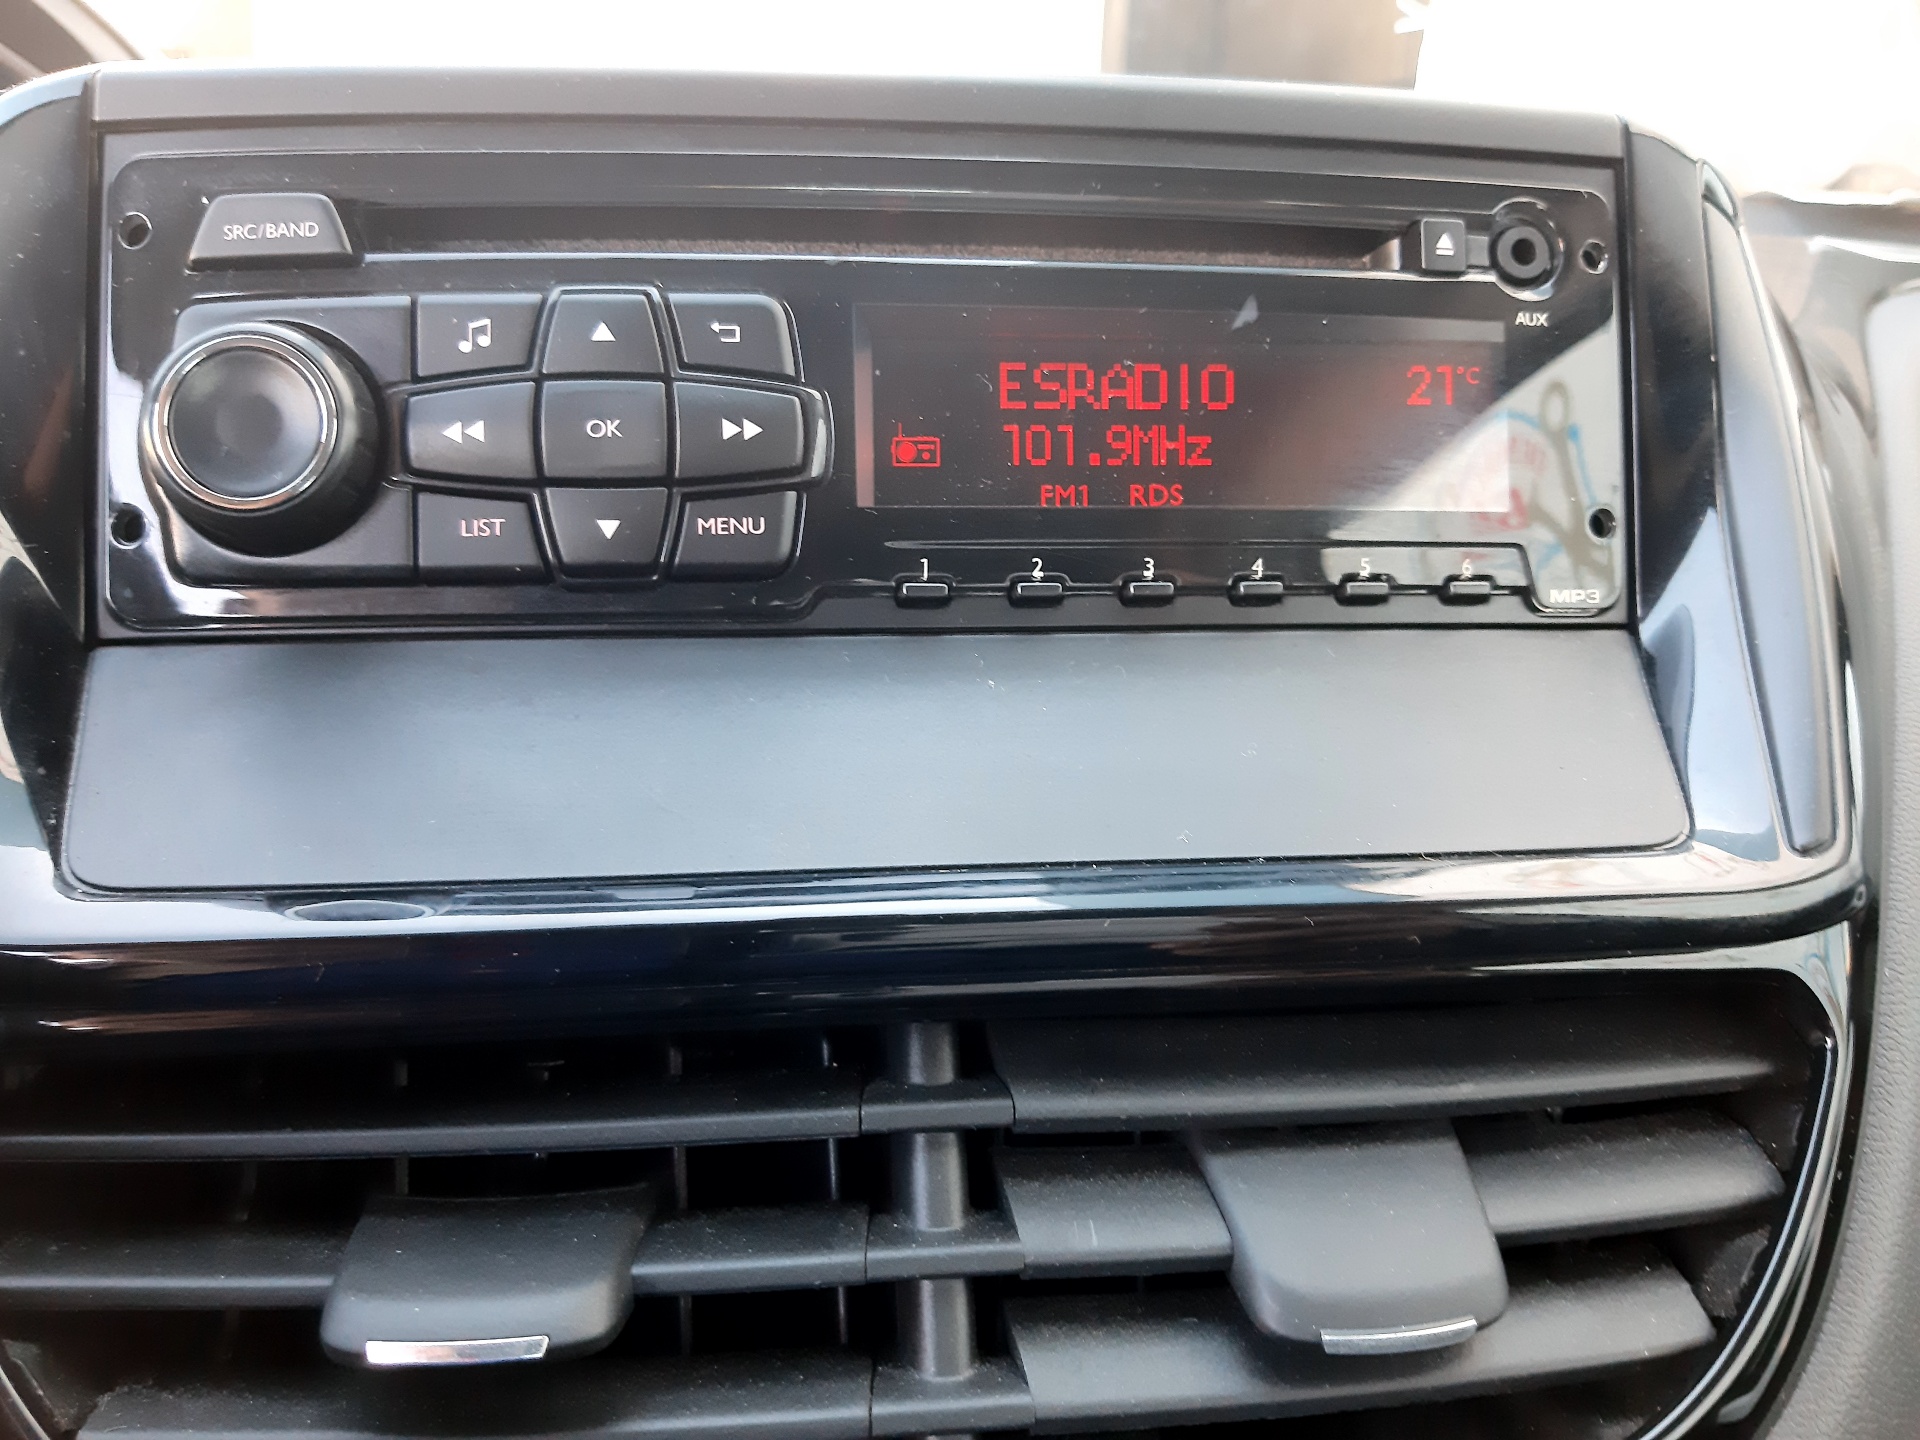 SRC/BAND
AUX
ESRADIO 21°C
101.9MHz
FM1 RDS
OK
LIST
MENU
1 2 3 4 5 6
MP3